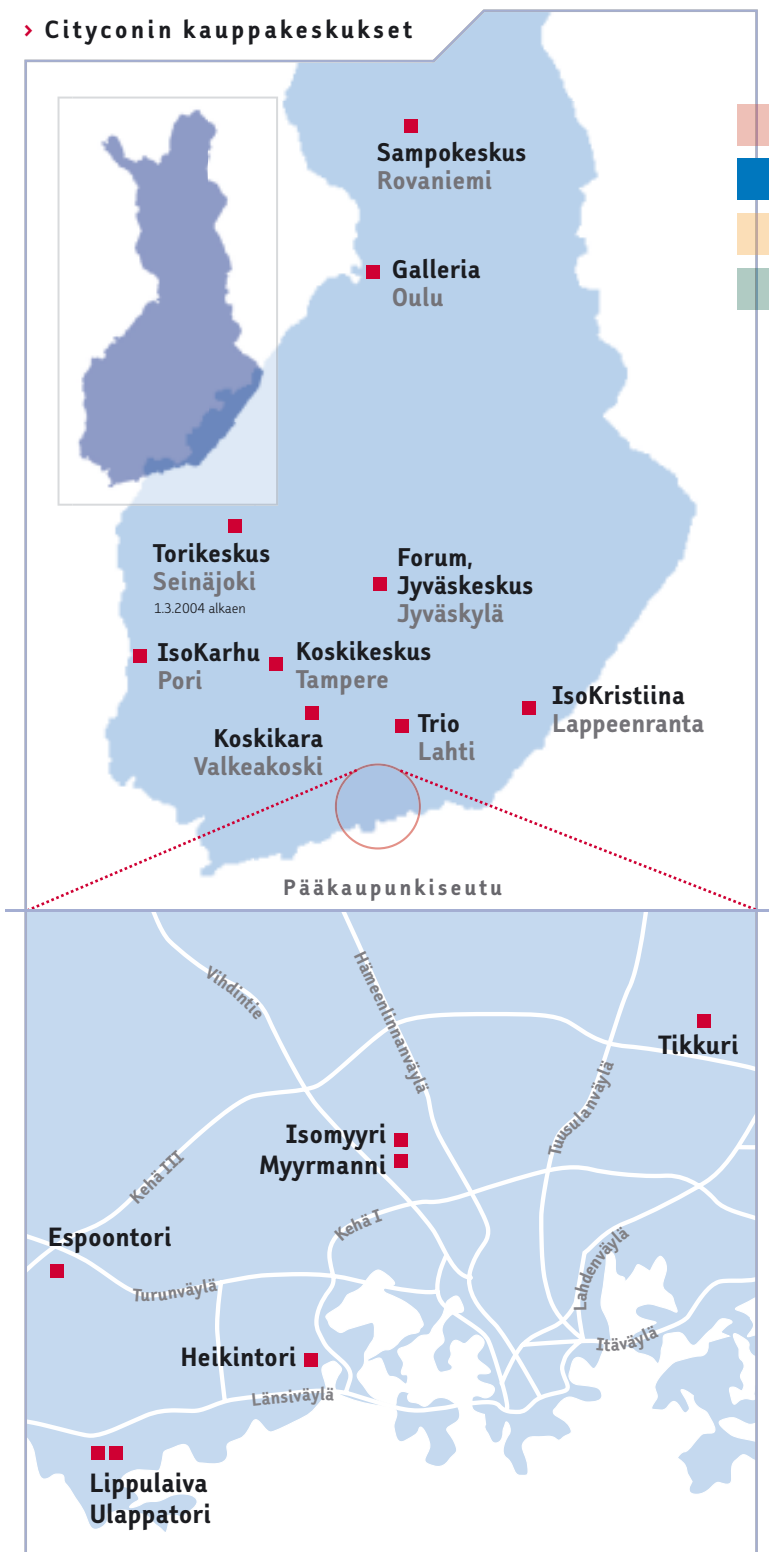 › Cityconin kauppakeskukset
Sampokeskus
Rovaniemi
Galleria
Oulu
Torikeskus
Seinäjoki
1.3.2004 alkaen
Forum,
Jyväskeskus
Jyväskylä
IsoKarhu
Pori
Koskikeskus
Tampere
IsoKristiina
Lappeenranta
Koskikara
Valkeakoski
Trio
Lahti
Pääkaupunkiseutu
Vihdintie
Hämeenlinnanväylä
Tikkuri
Tuusulanväylä
Isomyyri
Myyrmanni
Kehä III
Kehä I
Espoontori
Turunväylä
Lahdenväylä
Itäväylä
Heikintori
Länsiväylä
Lippulaiva
Ulappatori